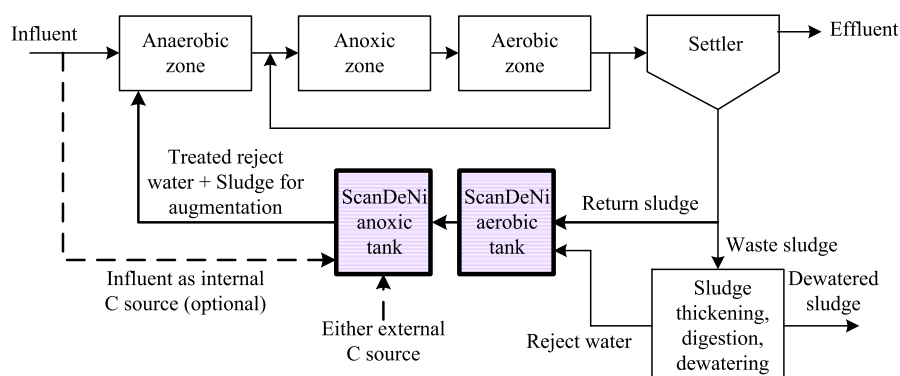 Influent
Anaerobic
zone
Anoxic
zone
Aerobic
zone
Settler
Effluent
Treated reject
water + Sludge for
augmentation
ScanDeNi
anoxic
tank
ScanDeNi
aerobic
tank
Return sludge
Waste sludge
Influent as internal
C source (optional)
Either external
C source
Reject water
Sludge
thickening,
digestion,
dewatering
Dewatered
sludge